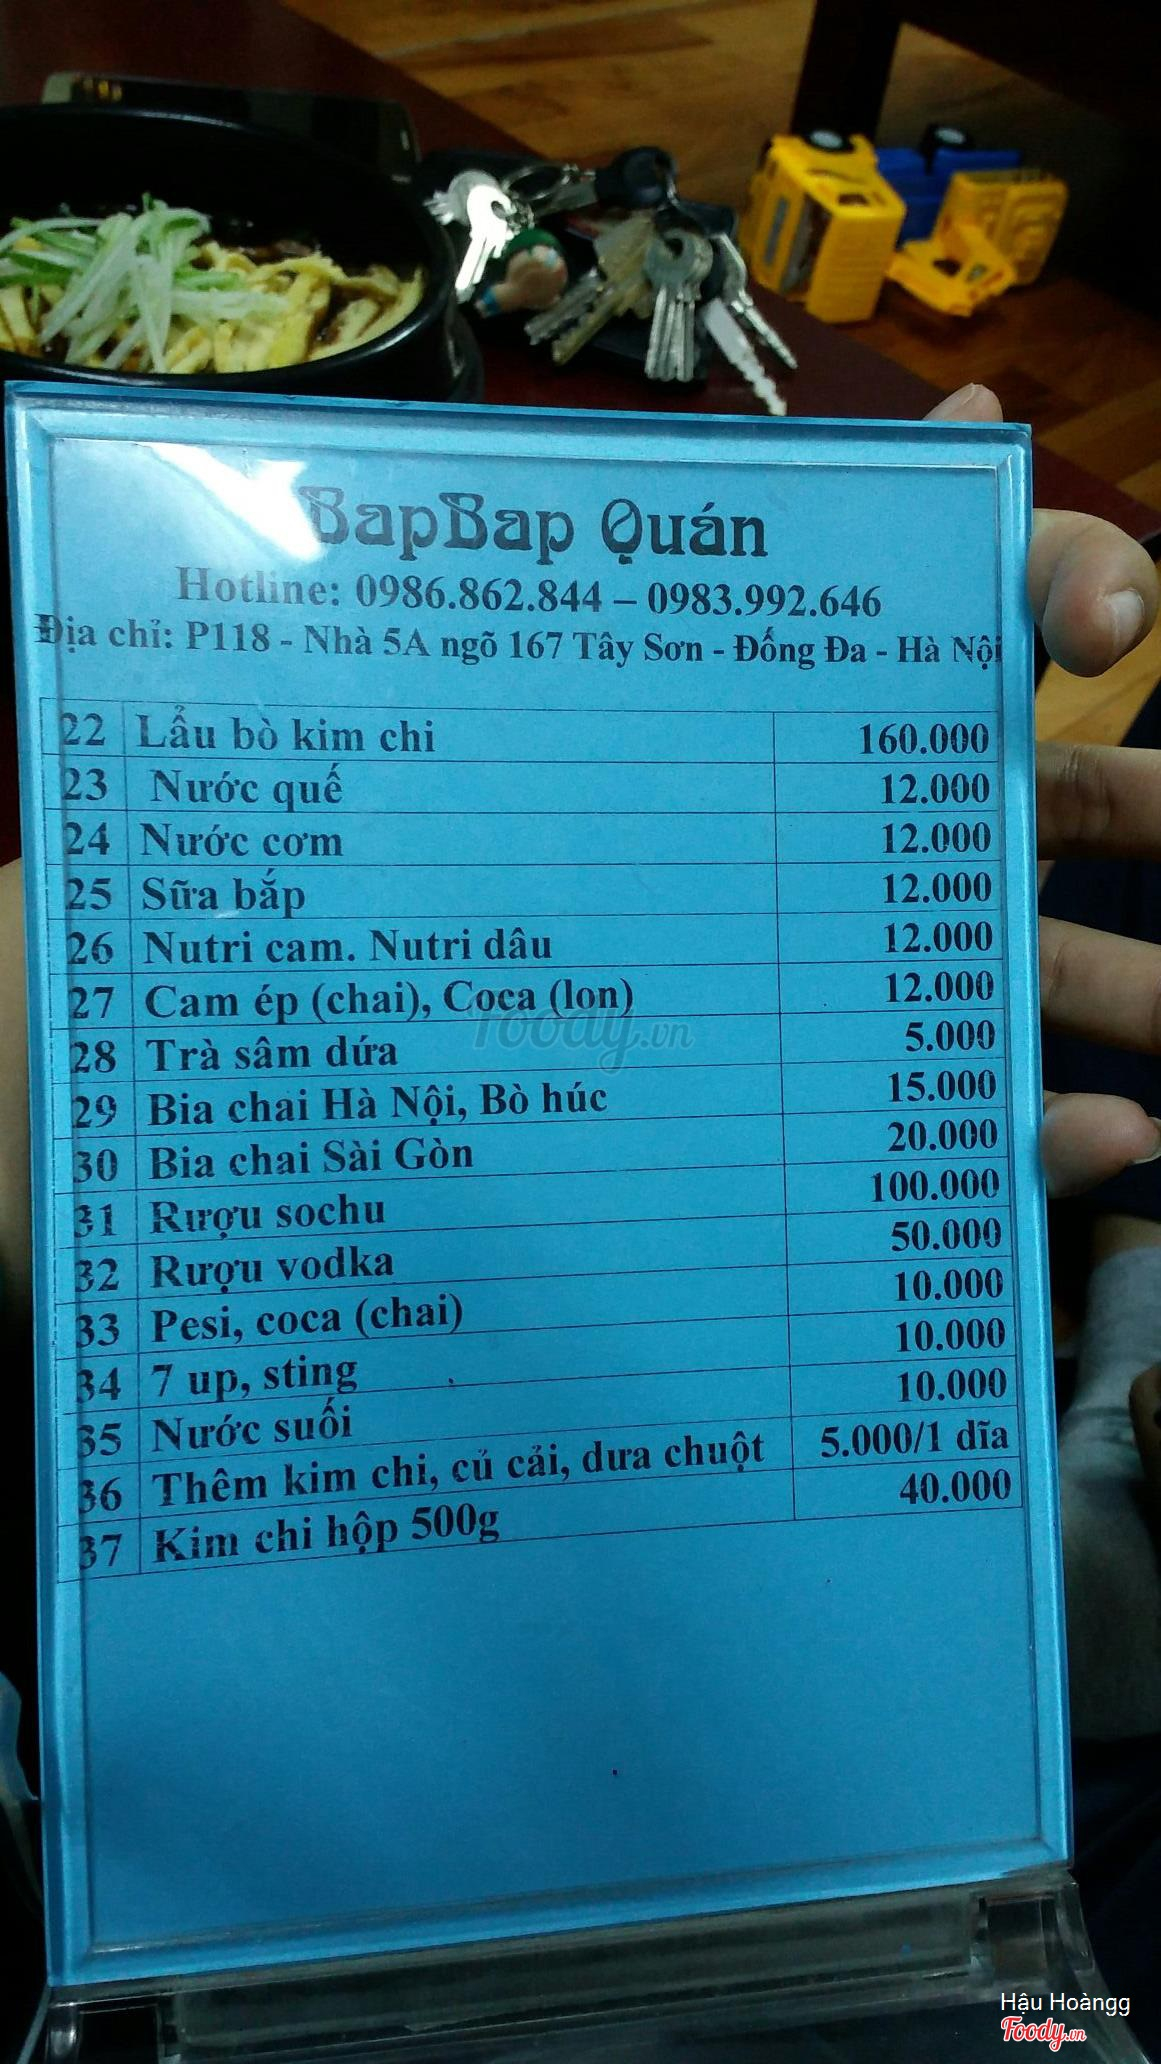 BapBap Quán
Hotline: 0986.862.844 – 0983.992.646
Địa chỉ: P118 - Nhà 5A ngõ 167 Tây Sơn - Đống Đa - Hà Nội
22 Lẩu bò kim chi 160.000
23 Nước quế 12.000
24 Nước cơm 12.000
25 Sữa bắp 12.000
26 Nutri cam. Nutri dâu 12.000
27 Cam ép (chai), Coca (lon) 12.000
28 Trà sâm dứa 5.000
29 Bia chai Hà Nội, Bò húc 15.000
30 Bia chai Sài Gòn 20.000
31 Rượu sochu 100.000
32 Rượu vodka 50.000
33 Pesi, coca (chai) 10.000
34 7 up, sting 10.000
35 Nước suối 10.000
36 Thêm kim chi, củ cải, dưa chuột 5.000/1 dĩa
37 Kim chi hộp 500g 40.000
foody.vn
Hậu Hoàngg
Foody.vn